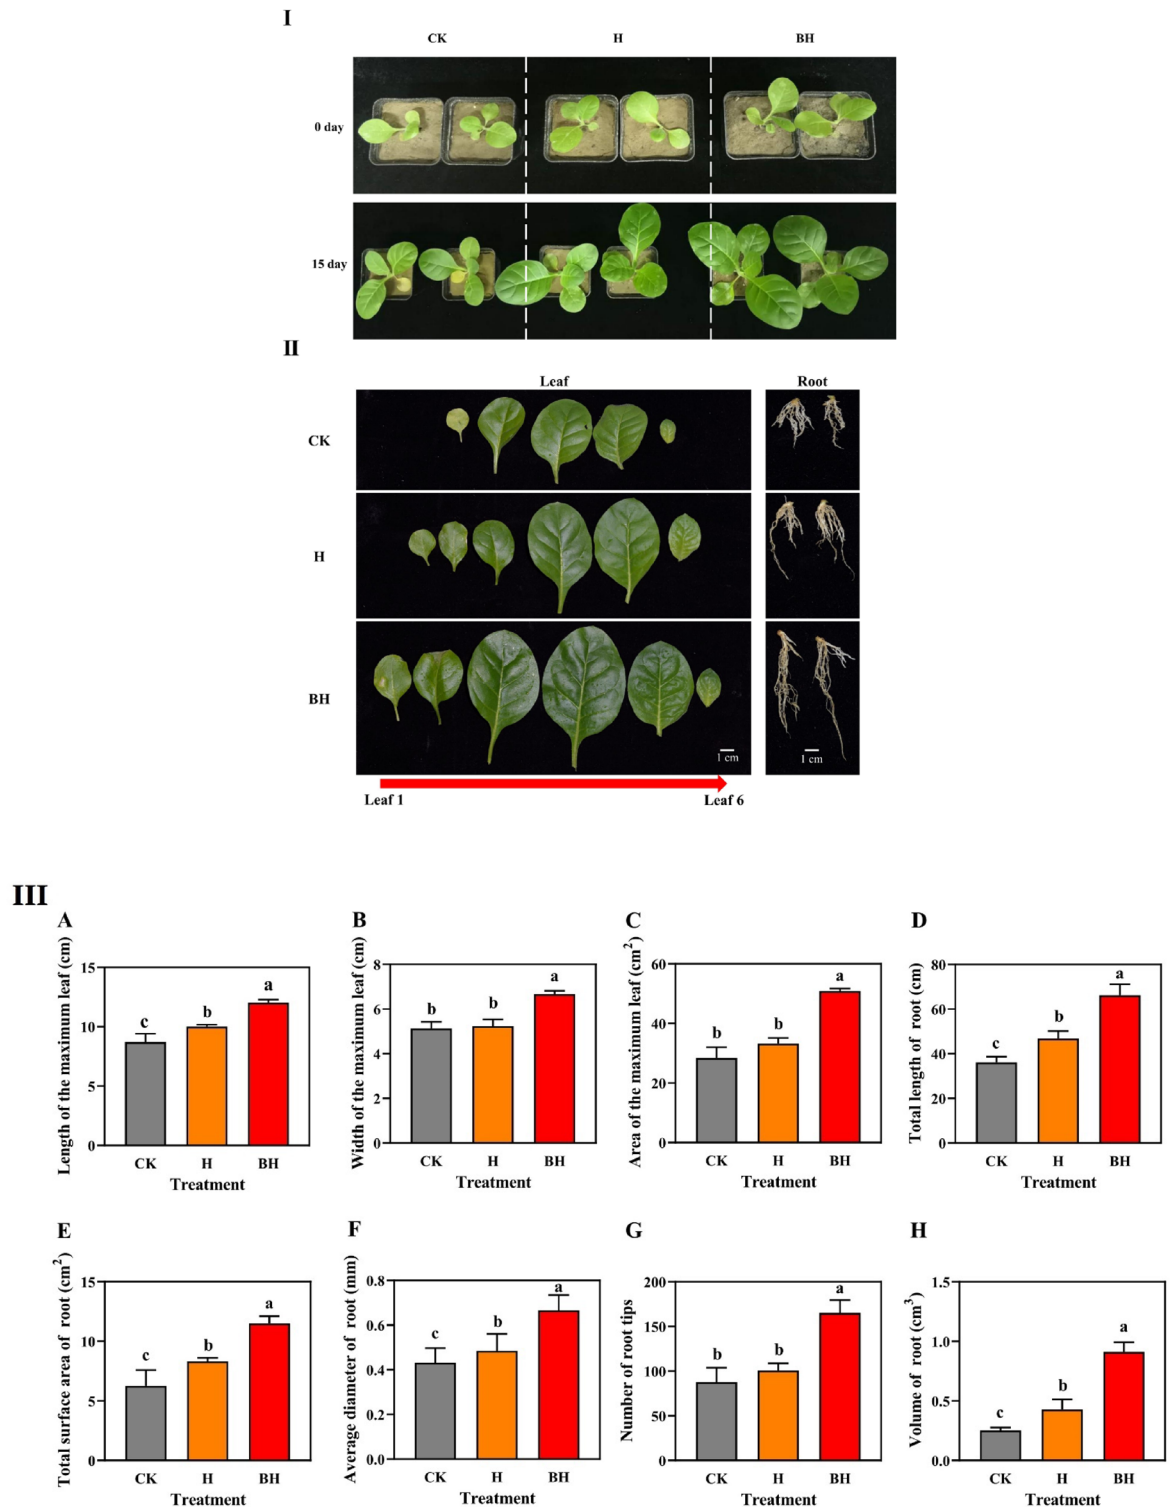 I
CK H BH
0 day
15 day
II
Leaf Root
CK
H
BH
1 cm 1 cm
Leaf 1 Leaf 6
III
A
Length of the maximum leaf (cm)
15
10
5
0
c b a
CK H BH
Treatment
B
Width of the maximum leaf (cm)
8
6
4
2
0
b b a
CK H BH
Treatment
C
Area of the maximum leaf (cm²)
60
40
20
0
b b a
CK H BH
Treatment
D
Total length of root (cm)
80
60
40
20
0
c b a
CK H BH
Treatment
E
Total surface area of root (cm²)
15
10
5
0
c b a
CK H BH
Treatment
F
Average diameter of root (mm)
0.8
0.6
0.4
0.2
0.0
c b a
CK H BH
Treatment
G
Number of root tips
200
150
100
50
0
b b a
CK H BH
Treatment
H
Volume of root (cm³)
1.5
1.0
0.5
0.0
c b a
CK H BH
Treatment